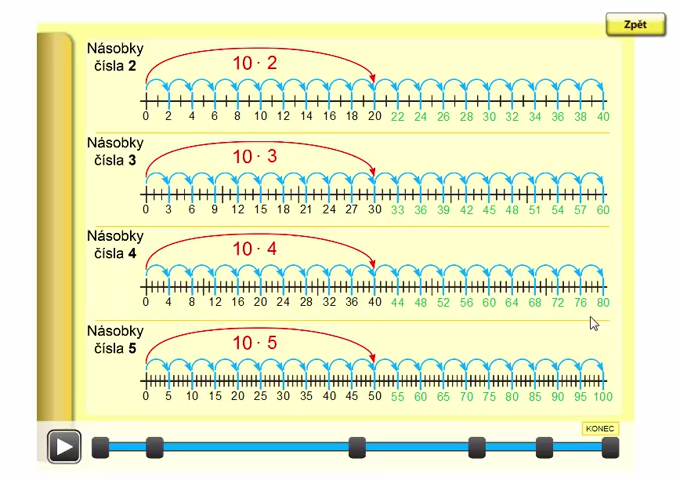 Zpět
Násobky
čísla 2
10 · 2
0 2 4 6 8 10 12 14 16 18 20 22 24 26 28 30 32 34 36 38 40
Násobky
čísla 3
10 · 3
0 3 6 9 12 15 18 21 24 27 30 33 36 39 42 45 48 51 54 57 60
Násobky
čísla 4
10 · 4
0 4 8 12 16 20 24 28 32 36 40 44 48 52 56 60 64 68 72 76 80
Násobky
čísla 5
10 · 5
0 5 10 15 20 25 30 35 40 45 50 55 60 65 70 75 80 85 90 95 100
KONEC